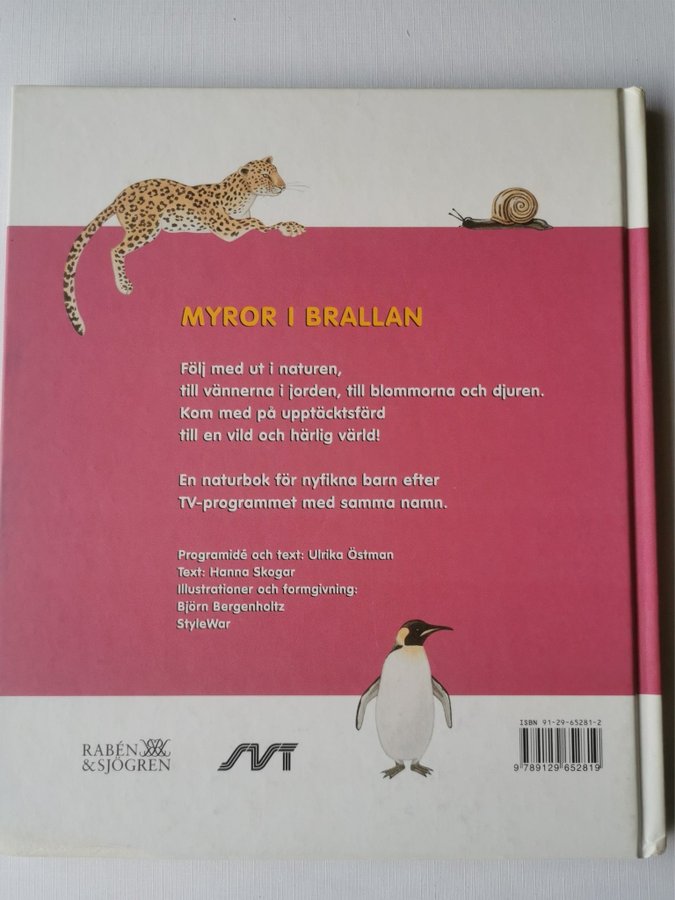 MYROR I BRALLAN
Följ med ut i naturen,
till vännerna i jorden, till blommorna och djuren.
Kom med på upptäcktsfärd
till en vild och härlig värld!
En naturbok för nyfikna barn efter
TV-programmet med samma namn.
Programidé och text: Ulrika Östman
Text: Hanna Skogar
Illustrationer och formgivning:
Björn Bergenholtz
StyleWar
ISBN 91-29-65281-2
9 789129 652819
RABÉN
&SJÖGREN
SVT